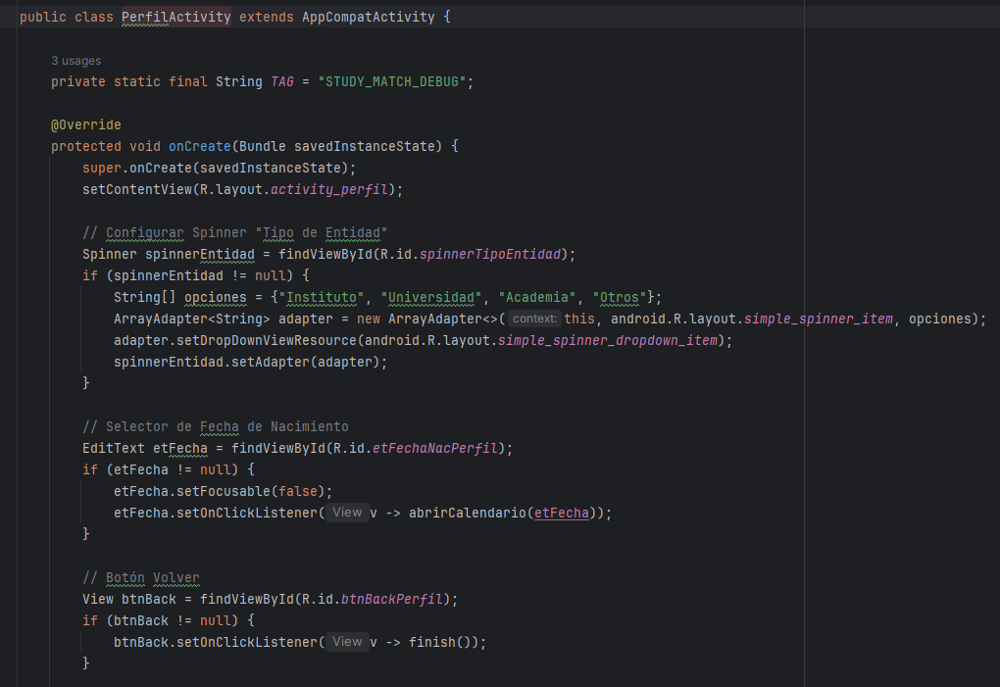 public class PerfilActivity extends AppCompatActivity {
3 usages
private static final String TAG = "STUDY_MATCH_DEBUG";
@Override
protected void onCreate(Bundle savedInstanceState) {
super.onCreate(savedInstanceState);
setContentView(R.layout.activity_perfil);
// Configurar Spinner "Tipo de Entidad"
Spinner spinnerEntidad = findViewById(R.id.spinnerTipoEntidad);
if (spinnerEntidad != null) {
String[] opciones = {"Instituto", "Universidad", "Academia", "Otros"};
ArrayAdapter<String> adapter = new ArrayAdapter<>( context: this, android.R.layout.simple_spinner_item, opciones);
adapter.setDropDownViewResource(android.R.layout.simple_spinner_dropdown_item);
spinnerEntidad.setAdapter(adapter);
}
// Selector de Fecha de Nacimiento
EditText etFecha = findViewById(R.id.etFechaNacPerfil);
if (etFecha != null) {
etFecha.setFocusable(false);
etFecha.setOnClickListener( View v -> abrirCalendario(etFecha));
}
// Botón Volver
View btnBack = findViewById(R.id.btnBackPerfil);
if (btnBack != null) {
btnBack.setOnClickListener( View v -> finish());
}